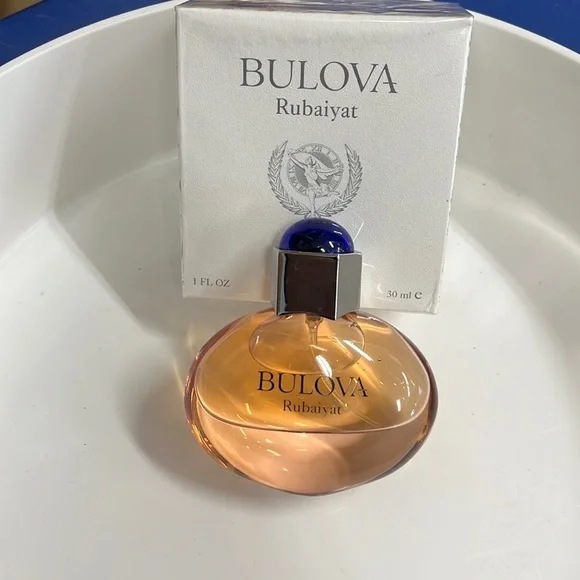 BULOVA
Rubaiyat
1 FL OZ
30 ml ℮
BULOVA
Rubaiyat